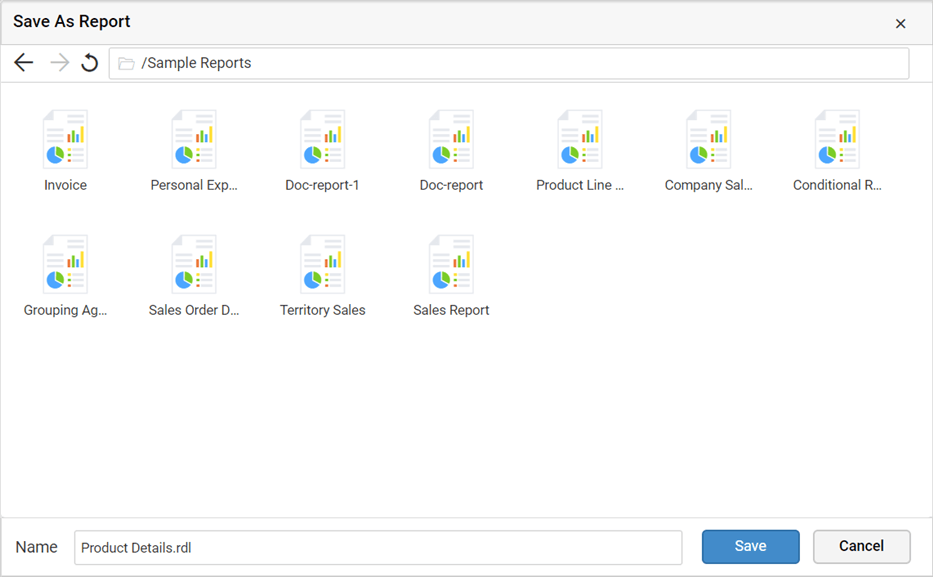 Save As Report
/Sample Reports
Invoice
Personal Exp...
Doc-report-1
Doc-report
Product Line ...
Company Sal...
Conditional R...
Grouping Ag...
Sales Order D...
Territory Sales
Sales Report
Name
Product Details.rdl
Save
Cancel